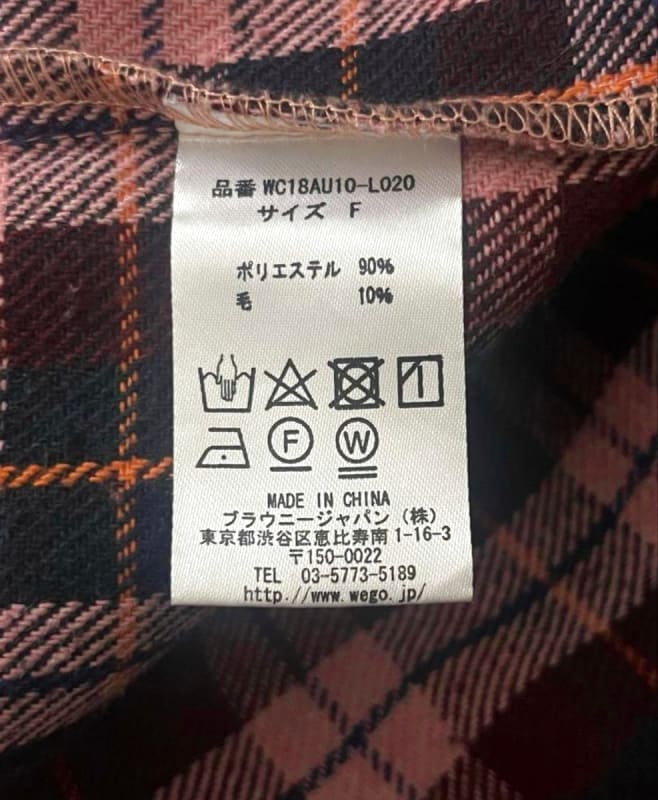 品番 WC18AU10-L020
サイズ F
ポリエステル 90%
毛 10%
F W
MADE IN CHINA
ブラウニージャパン（株）
東京都渋谷区恵比寿南1-16-3
〒150-0022
TEL 03-5773-5189
http://www.wego.jp/